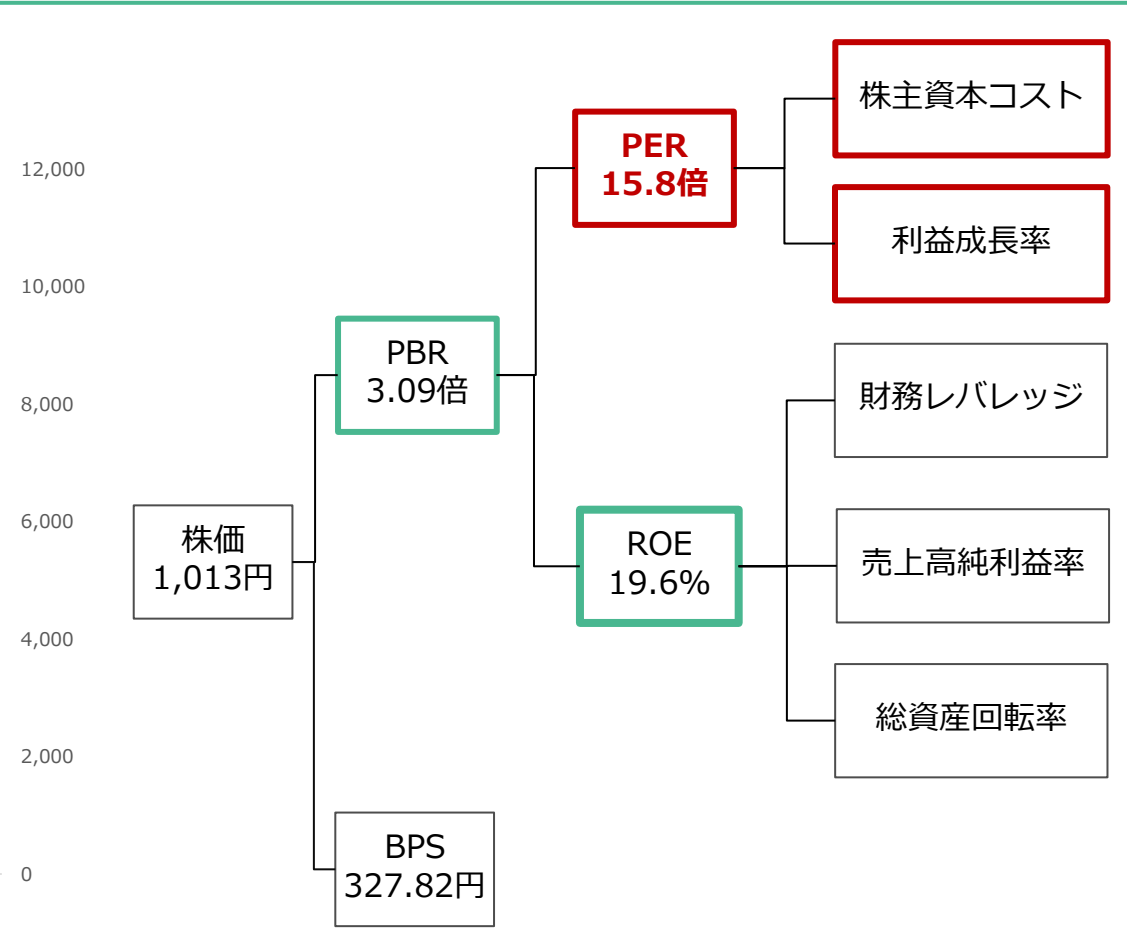 12,000
10,000
8,000
6,000
4,000
2,000
0
株価
1,013円
PBR
3.09倍
BPS
327.82円
PER
15.8倍
ROE
19.6%
株主資本コスト
利益成長率
財務レバレッジ
売上高純利益率
総資産回転率